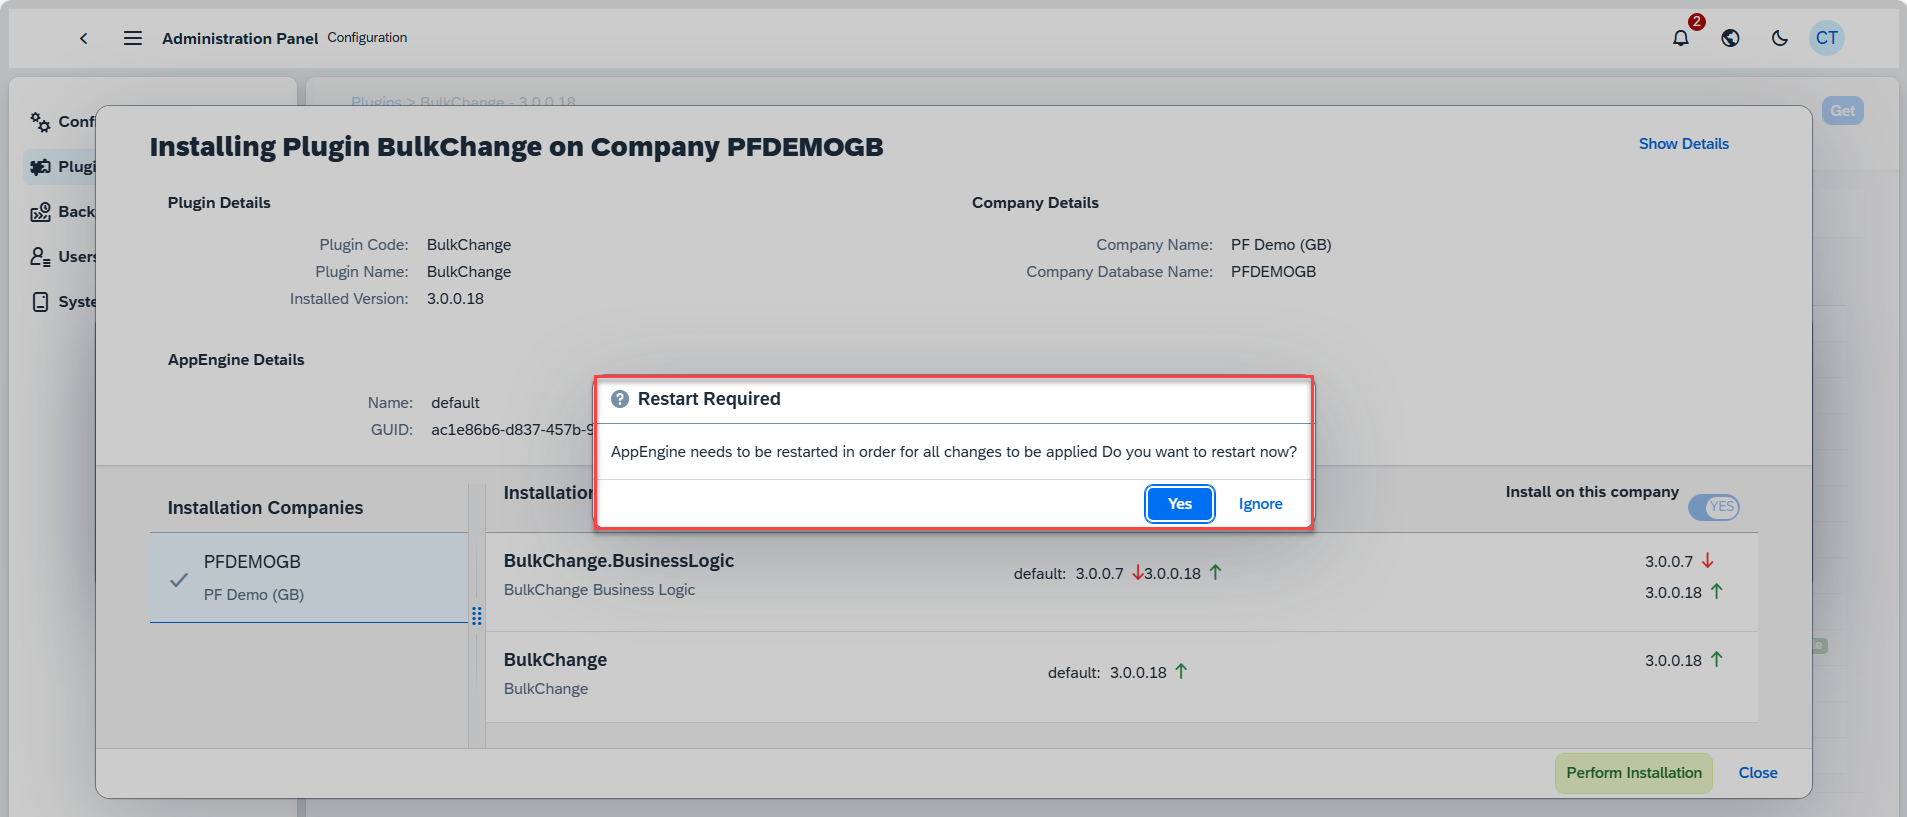 Administration Panel Configuration
2
CT
Plugins > BulkChange - 3.0.0.18
Get
Confi
Plugi
Back
Users
Syste
Installing Plugin BulkChange on Company PFDEMOGB
Show Details
Plugin Details
Plugin Code: BulkChange
Plugin Name: BulkChange
Installed Version: 3.0.0.18
Company Details
Company Name: PF Demo (GB)
Company Database Name: PFDEMOGB
AppEngine Details
Name: default
GUID: ac1e86b6-d837-457b-9
Restart Required
AppEngine needs to be restarted in order for all changes to be applied Do you want to restart now?
Yes Ignore
Installation Companies
PFDEMOGB
PF Demo (GB)
Installation
Install on this company YES
BulkChange.BusinessLogic
BulkChange Business Logic
default: 3.0.0.7 ↓3.0.0.18 ↑
3.0.0.7 ↓
3.0.0.18 ↑
BulkChange
BulkChange
default: 3.0.0.18 ↑
3.0.0.18 ↑
Perform Installation Close